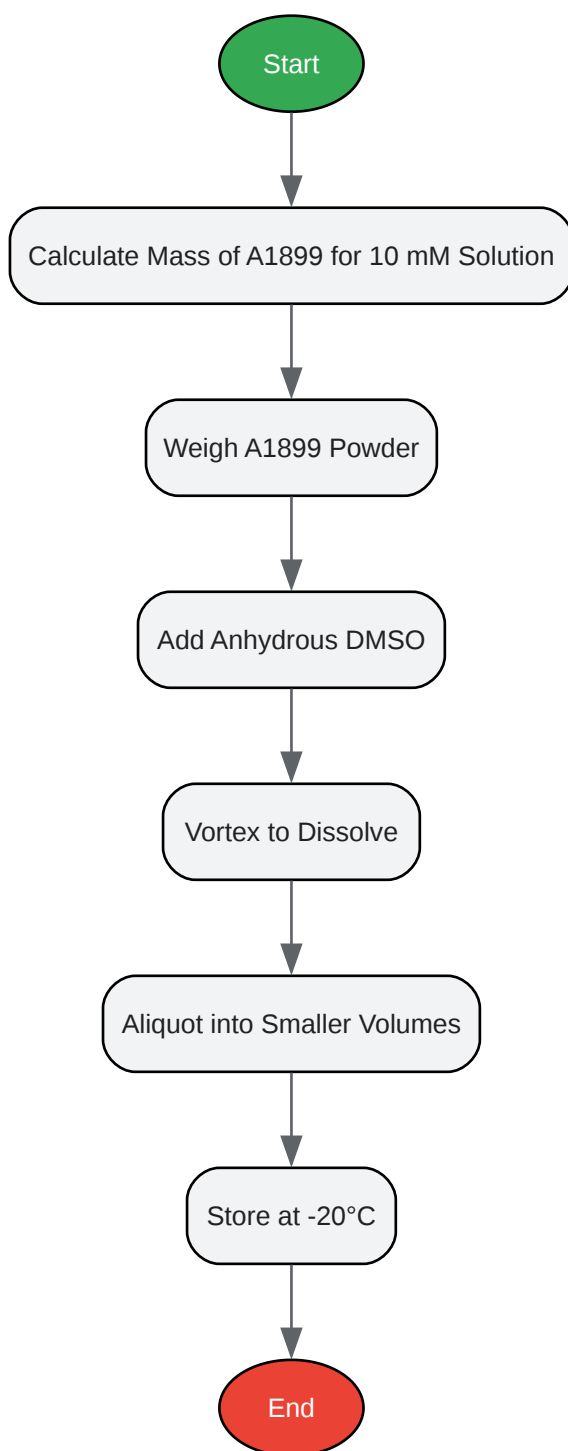 Start
Calculate Mass of A1899 for 10 mM Solution
Weigh A1899 Powder
Add Anhydrous DMSO
Vortex to Dissolve
Aliquot into Smaller Volumes
Store at -20°C
End